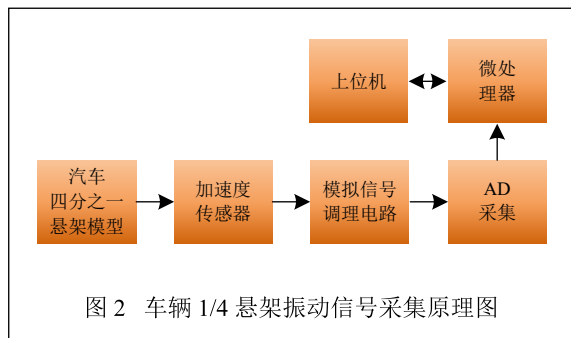 上位机
微处
理器
汽车
四分之一
悬架模型
加速度
传感器
模拟信号
调理电路
AD
采集
图 2 车辆 1/4 悬架振动信号采集原理图